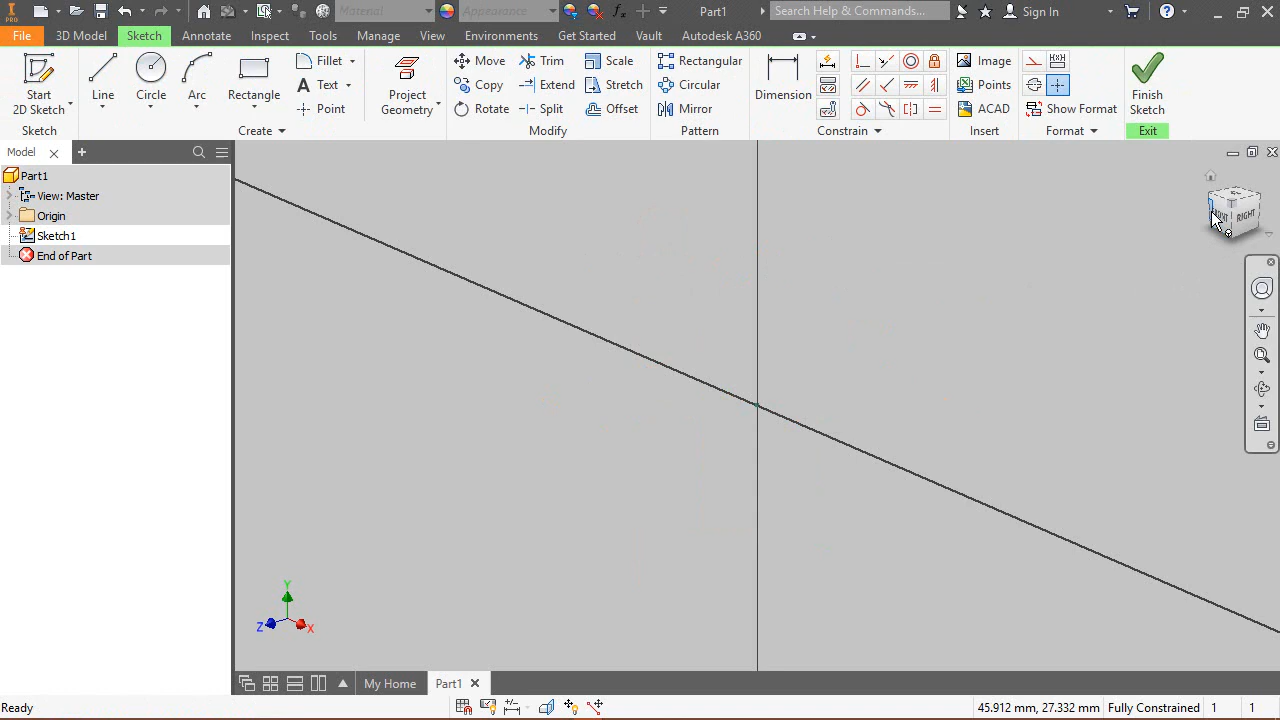 I PRO Material Appearance fx Part1 Search Help & Commands... Sign In ?
File 3D Model Sketch Annotate Inspect Tools Manage View Environments Get Started Vault Autodesk A360
Start 2D Sketch Line Circle Arc Rectangle Fillet A Text Point Project Geometry Move Copy Rotate Trim Extend Split Scale Stretch Offset Rectangular Circular Mirror Dimension Image Points ACAD Show Format Finish Sketch
Sketch Create Modify Pattern Constrain Insert Format Exit
Model +
Part1
View: Master
Origin
Sketch1
End of Part
RIGHT
Y
Z X
My Home Part1
Ready 45.912 mm, 27.332 mm Fully Constrained 1 1